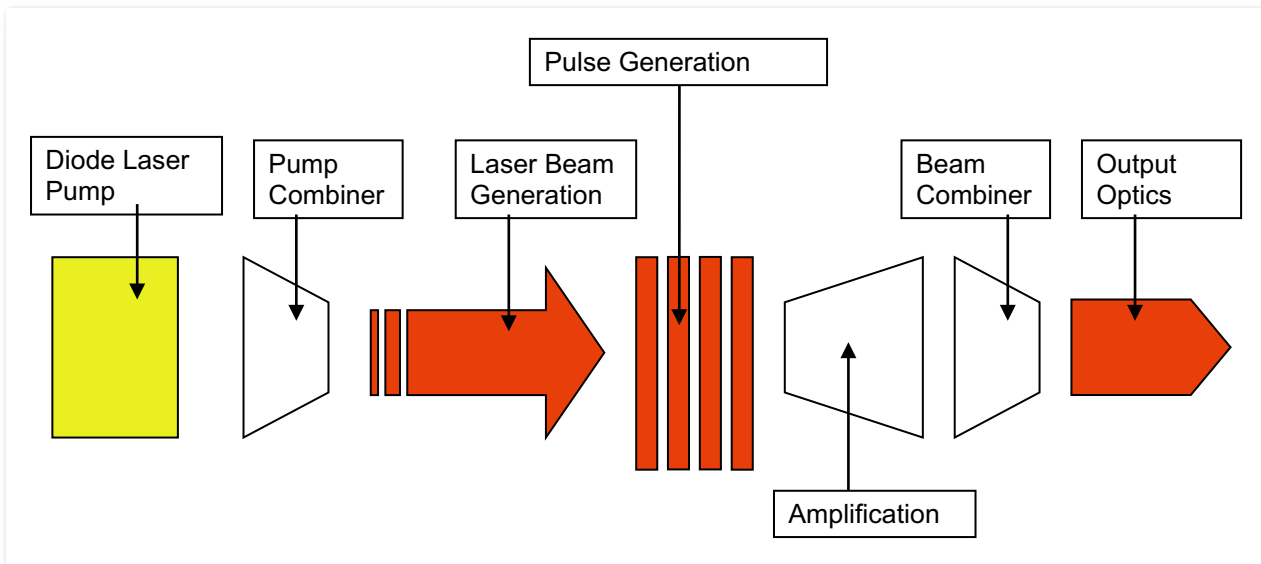 Pulse Generation
Diode Laser
Pump
Pump
Combiner
Laser Beam
Generation
Beam
Combiner
Output
Optics
Amplification